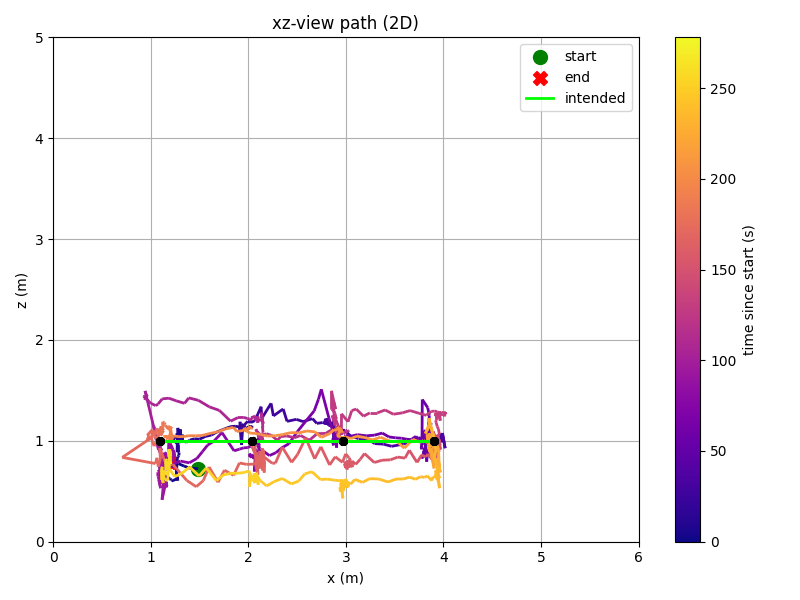 xz-view path (2D)
start
end
intended
5
4
3
2
1
0
z (m)
0 1 2 3 4 5 6
x (m)
250
200
150
100
50
0
time since start (s)